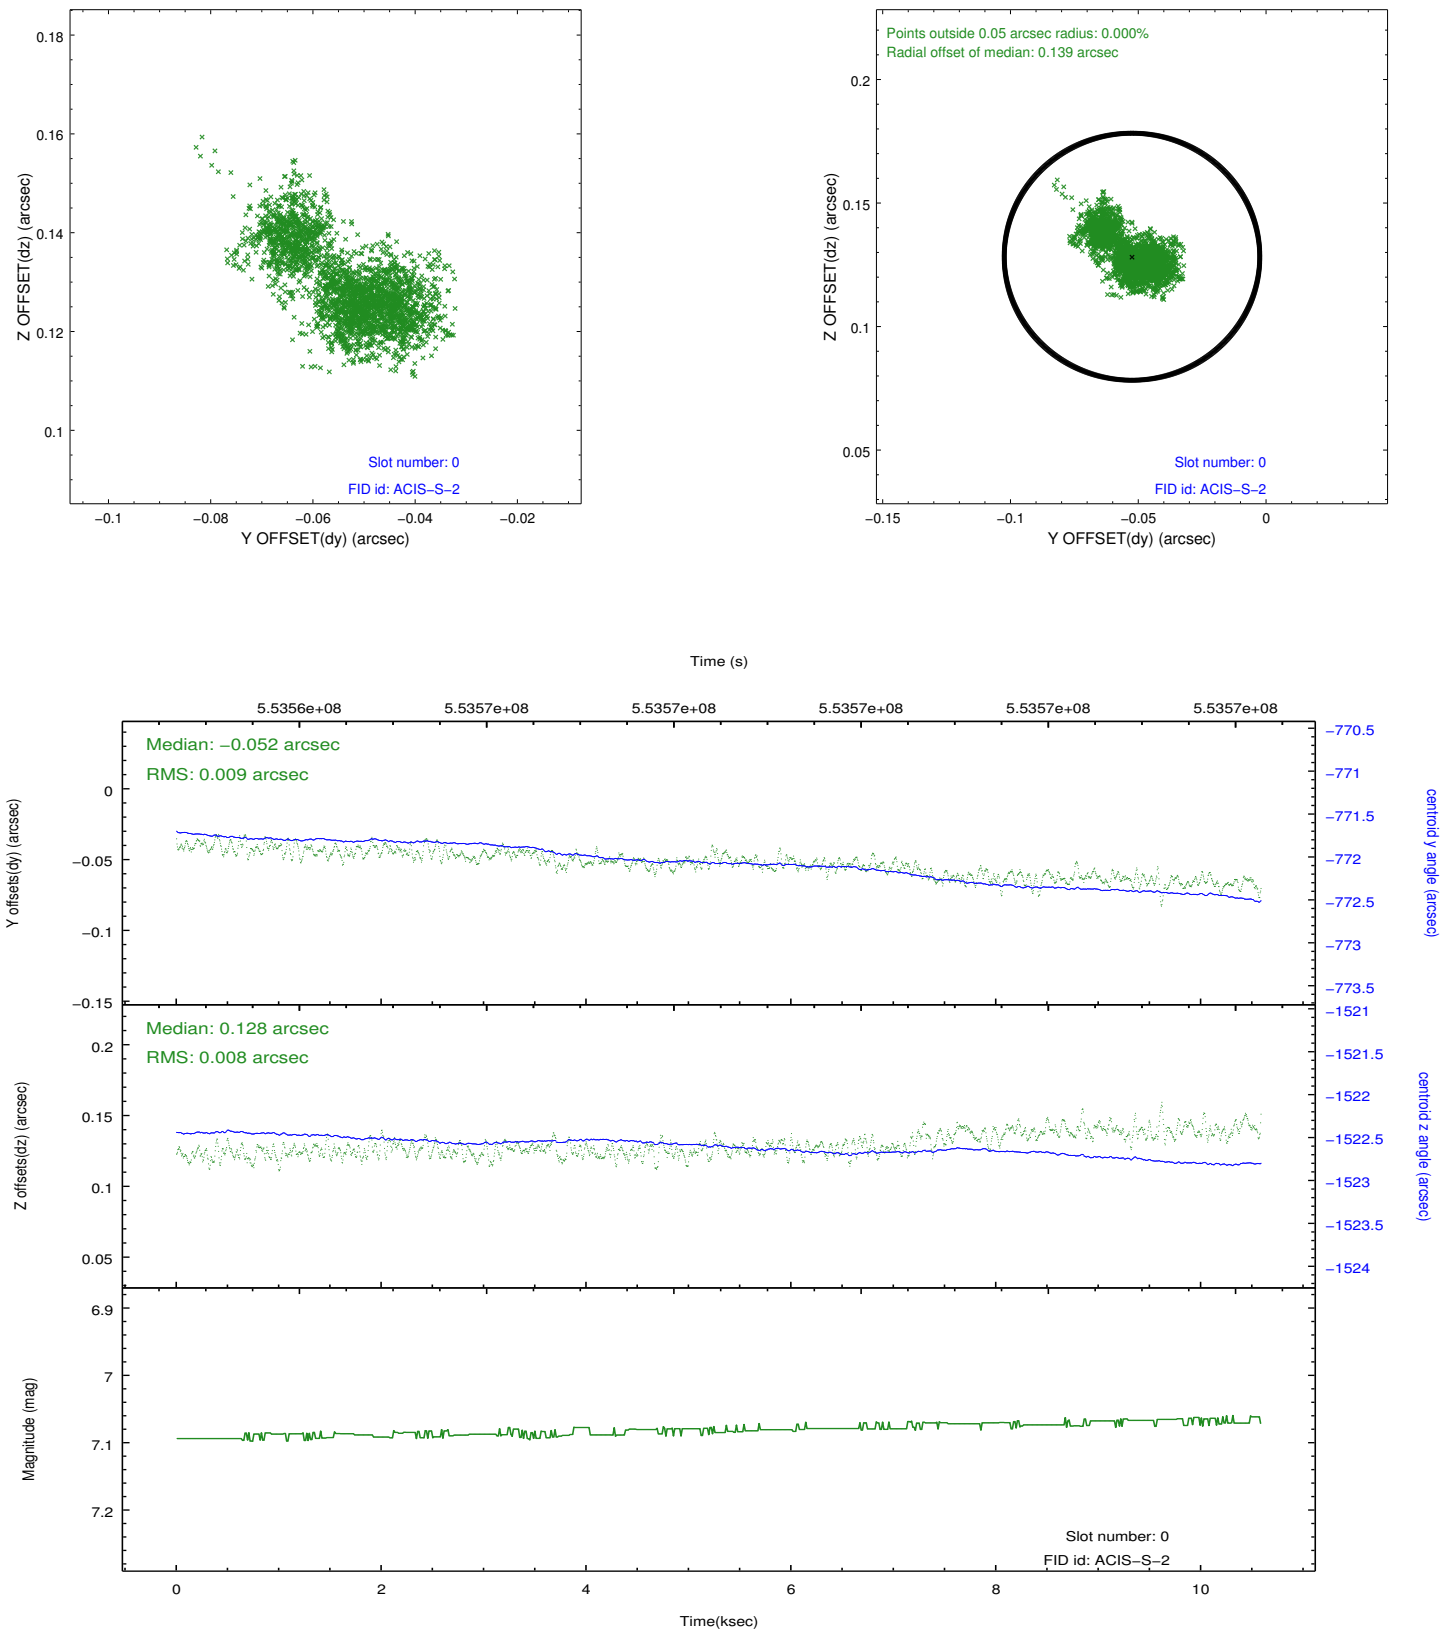 0.18
0.16
0.14
0.12
0.1
Z OFFSET(dz) (arcsec)
Slot number: 0
FID id: ACIS−S−2
−0.1 −0.08 −0.06 −0.04 −0.02
Y OFFSET(dy) (arcsec)
Points outside 0.05 arcsec radius: 0.000%
Radial offset of median: 0.139 arcsec
0.2
0.15
0.1
0.05
Z OFFSET(dz) (arcsec)
Slot number: 0
FID id: ACIS−S−2
−0.15 −0.1 −0.05 0
Y OFFSET(dy) (arcsec)
Time (s)
5.5356e+08 5.5357e+08 5.5357e+08 5.5357e+08 5.5357e+08 5.5357e+08
Median: −0.052 arcsec
RMS: 0.009 arcsec
0
−0.05
−0.1
−0.15
Y offsets(dy) (arcsec)
−770.5
−771
−771.5
−772
−772.5
−773
−773.5
centroid y angle (arcsec)
Median: 0.128 arcsec
RMS: 0.008 arcsec
0.2
0.15
0.1
0.05
Z offsets(dz) (arcsec)
−1521
−1521.5
−1522
−1522.5
−1523
−1523.5
−1524
centroid z angle (arcsec)
6.9
7
7.1
7.2
Magnitude (mag)
Slot number: 0
FID id: ACIS−S−2
0 2 4 6 8 10
Time(ksec)